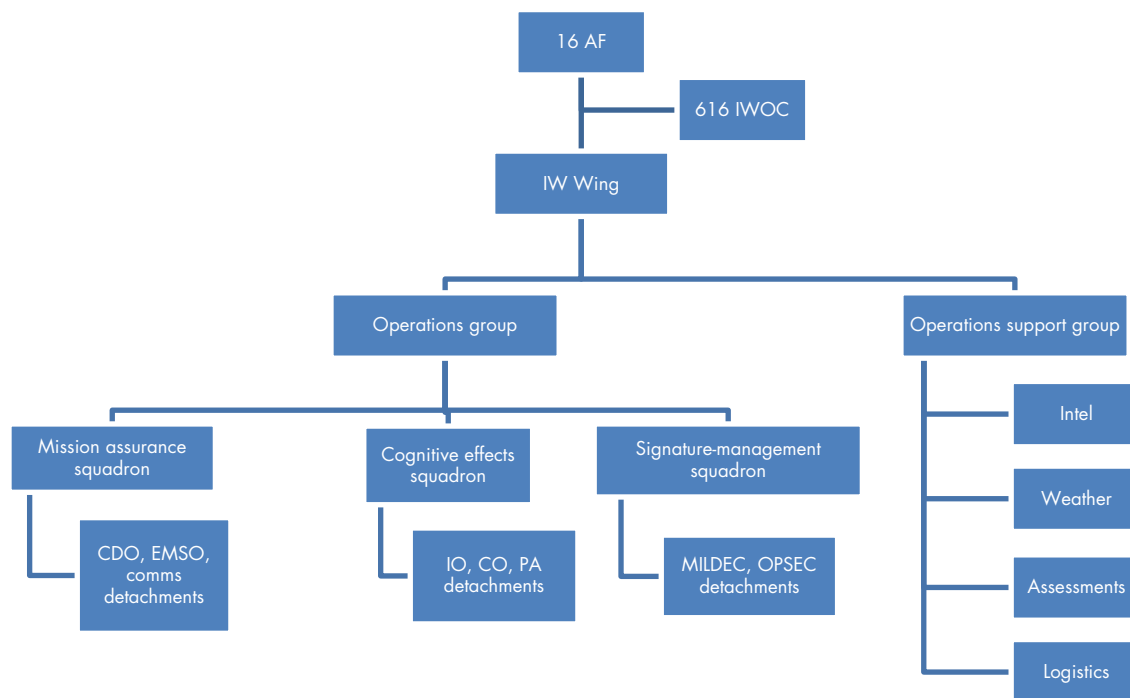 16 AF
616 IWOC
IW Wing
Operations group
Operations support group
Mission assurance
squadron
Cognitive effects
squadron
Signature-management
squadron
CDO, EMSO,
comms
detachments
IO, CO, PA
detachments
MILDEC, OPSEC
detachments
Intel
Weather
Assessments
Logistics